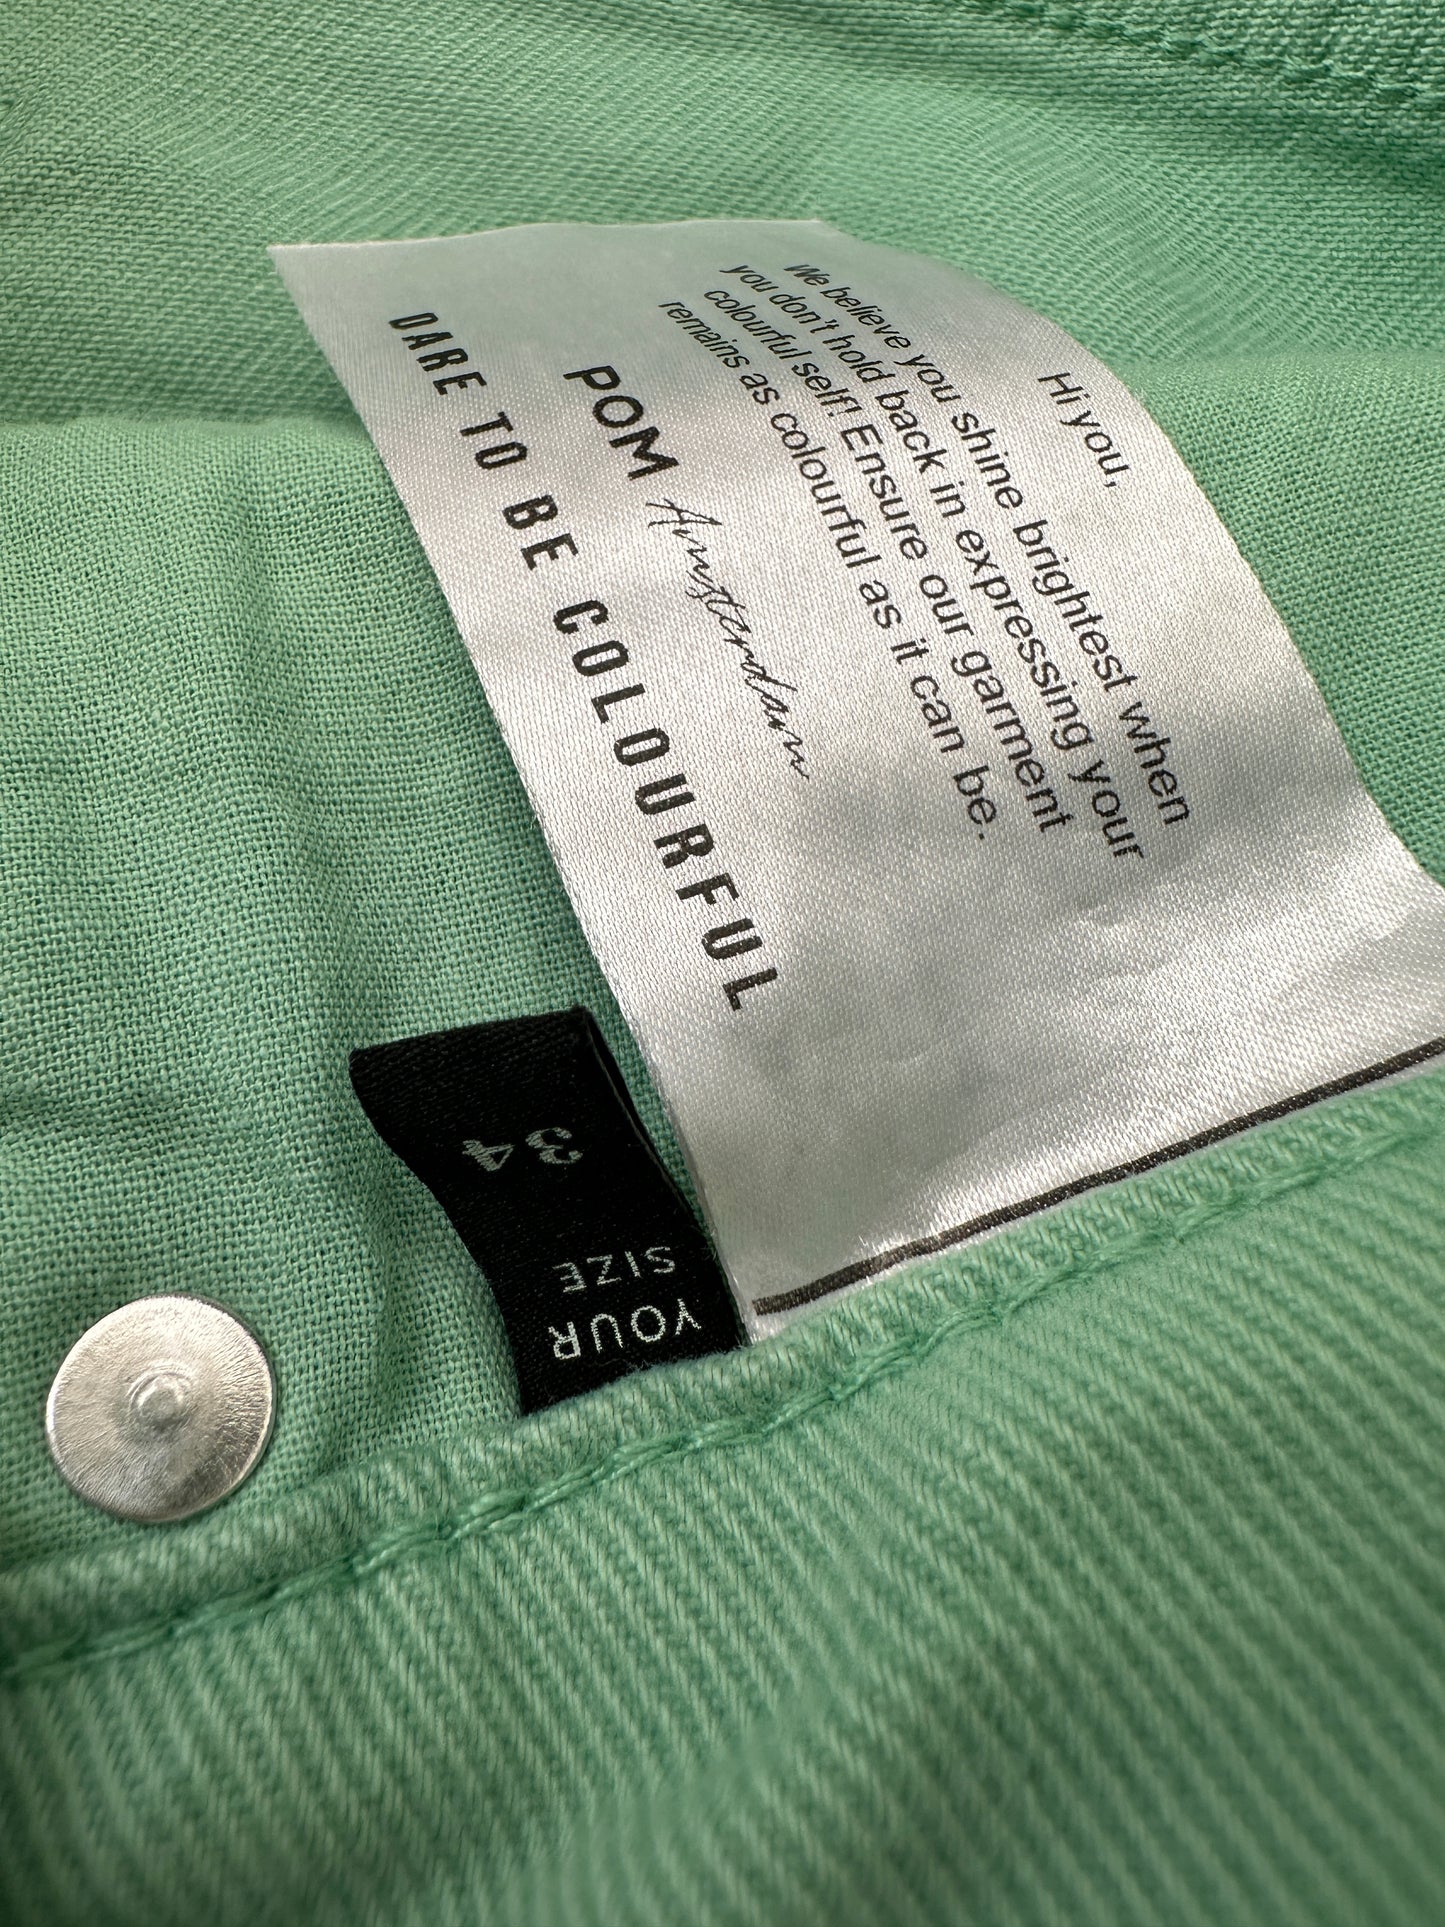 Hi you,
We believe you shine brightest when
you don't hold back in expressing your
colourful self! Ensure our garment
remains as colourful as it can be.
POM Amsterdam
DARE TO BE COLOURFUL
YOUR
SIZE
34